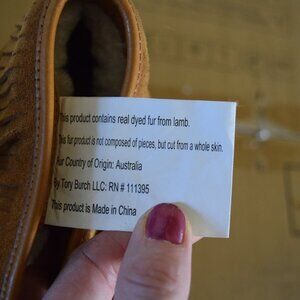 This product contains real dyed fur from lamb.
This fur product is not composed of pieces, but cut from a whole skin.
Fur Country of Origin: Australia
By Tory Burch LLC: RN # 111395
This product is Made in China